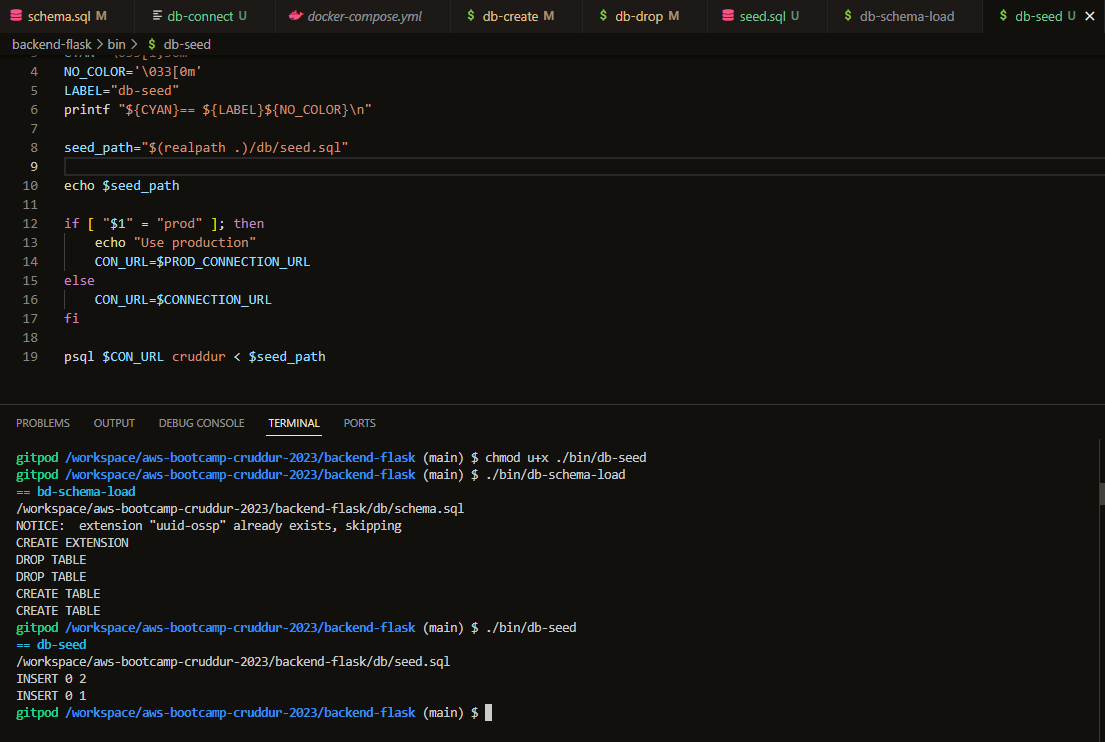 schema.sql M db-connect U docker-compose.yml db-create M db-drop M seed.sql U db-schema-load db-seed U
backend-flask > bin > $ db-seed
4 NO_COLOR='\033[0m'
5 LABEL="db-seed"
6 printf "${CYAN}== ${LABEL}${NO_COLOR}\n"
7
8 seed_path="$(realpath .)/db/seed.sql"
9
10 echo $seed_path
11
12 if [ "$1" = "prod" ]; then
13 echo "Use production"
14 CON_URL=$PROD_CONNECTION_URL
15 else
16 CON_URL=$CONNECTION_URL
17 fi
18
19 psql $CON_URL cruddur < $seed_path
PROBLEMS OUTPUT DEBUG CONSOLE TERMINAL PORTS
gitpod /workspace/aws-bootcamp-cruddur-2023/backend-flask (main) $ chmod u+x ./bin/db-seed
gitpod /workspace/aws-bootcamp-cruddur-2023/backend-flask (main) $ ./bin/db-schema-load
== bd-schema-load
/workspace/aws-bootcamp-cruddur-2023/backend-flask/db/schema.sql
NOTICE:  extension "uuid-ossp" already exists, skipping
CREATE EXTENSION
DROP TABLE
DROP TABLE
CREATE TABLE
CREATE TABLE
gitpod /workspace/aws-bootcamp-cruddur-2023/backend-flask (main) $ ./bin/db-seed
== db-seed
/workspace/aws-bootcamp-cruddur-2023/backend-flask/db/seed.sql
INSERT 0 2
INSERT 0 1
gitpod /workspace/aws-bootcamp-cruddur-2023/backend-flask (main) $